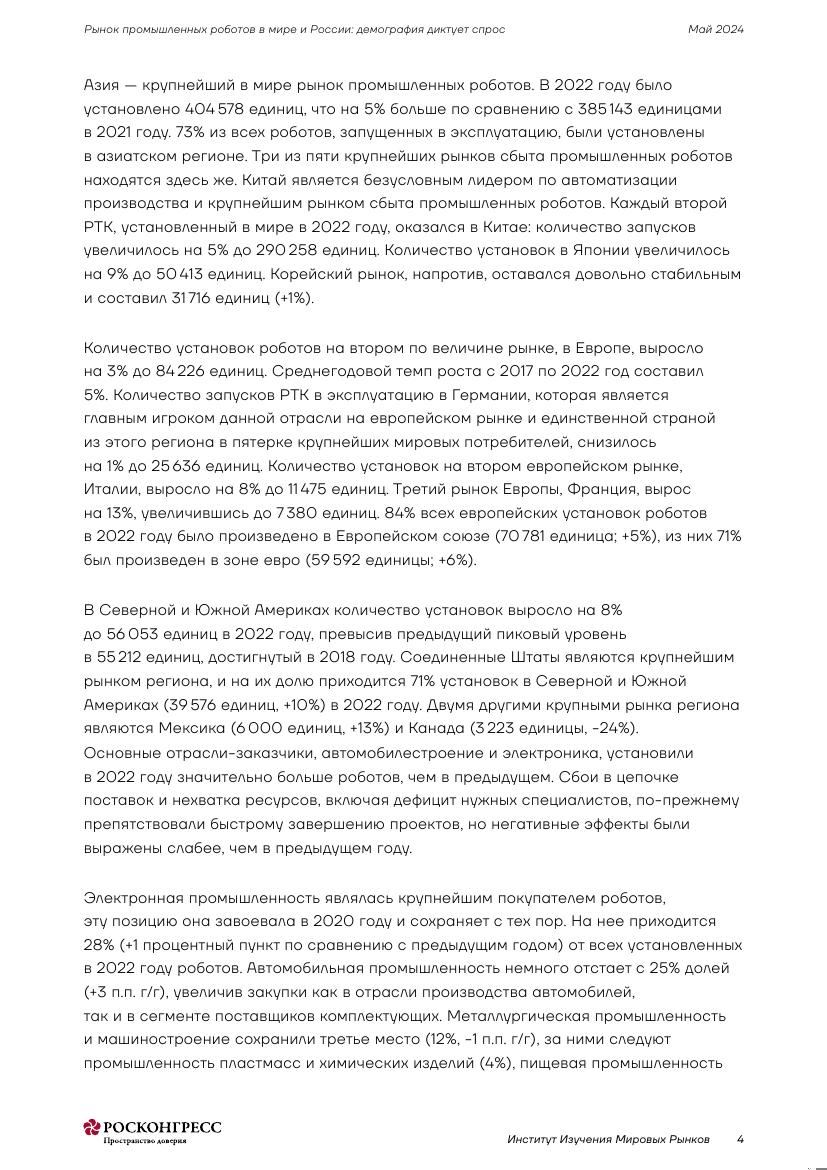 Рынок промышленных роботов в мире и России: демография диктует спрос
Май 2024
Азия — крупнейший в мире рынок промышленных роботов. В 2022 году было
установлено 404 578 единиц, что на 5% больше по сравнению с 385 143 единицами
в 2021 году. 73% из всех роботов, запущенных в эксплуатацию, были установлены
в азиатском регионе. Три из пяти крупнейших рынков сбыта промышленных роботов
находятся здесь же. Китай является безусловным лидером по автоматизации
производства и крупнейшим рынком сбыта промышленных роботов. Каждый второй
РТК, установленный в мире в 2022 году, оказался в Китае: количество запусков
увеличилось на 5% до 290 258 единиц. Количество установок в Японии увеличилось
на 9% до 50 413 единиц. Корейский рынок, напротив, оставался довольно стабильным
и составил 31 716 единиц (+1%).
Количество установок роботов на втором по величине рынке, в Европе, выросло
на 3% до 84 226 единиц. Среднегодовой темп роста с 2017 по 2022 год составил
5%. Количество запусков РТК в эксплуатацию в Германии, которая является
главным игроком данной отрасли на европейском рынке и единственной страной
из этого региона в пятерке крупнейших мировых потребителей, снизилось
на 1% до 25 636 единиц. Количество установок на втором европейском рынке,
Италии, выросло на 8% до 11 475 единиц. Третий рынок Европы, Франция, вырос
на 13%, увеличившись до 7 380 единиц. 84% всех европейских установок роботов
в 2022 году было произведено в Европейском союзе (70 781 единица; +5%), из них 71%
был произведен в зоне евро (59 592 единицы; +6%).
В Северной и Южной Америках количество установок выросло на 8%
до 56 053 единиц в 2022 году, превысив предыдущий пиковый уровень
в 55 212 единиц, достигнутый в 2018 году. Соединенные Штаты являются крупнейшим
рынком региона, и на их долю приходится 71% установок в Северной и Южной
Америках (39 576 единиц, +10%) в 2022 году. Двумя другими крупными рынка региона
являются Мексика (6 000 единиц, +13%) и Канада (3 223 единицы, -24%).
Основные отрасли-заказчики, автомобилестроение и электроника, установили
в 2022 году значительно больше роботов, чем в предыдущем. Сбои в цепочке
поставок и нехватка ресурсов, включая дефицит нужных специалистов, по-прежнему
препятствовали быстрому завершению проектов, но негативные эффекты были
выражены слабее, чем в предыдущем году.
Электронная промышленность являлась крупнейшим покупателем роботов,
эту позицию она завоевала в 2020 году и сохраняет с тех пор. На нее приходится
28% (+1 процентный пункт по сравнению с предыдущим годом) от всех установленных
в 2022 году роботов. Автомобильная промышленность немного отстает с 25% долей
(+3 п.п. г/г), увеличив закупки как в отрасли производства автомобилей,
так и в сегменте поставщиков комплектующих. Металлургическая промышленность
и машиностроение сохранили третье место (12%, -1 п.п. г/г), за ними следуют
промышленность пластмасс и химических изделий (4%), пищевая промышленность
РОСКОНГРЕСС
Пространство доверия
Институт Изучения Мировых Рынков
4